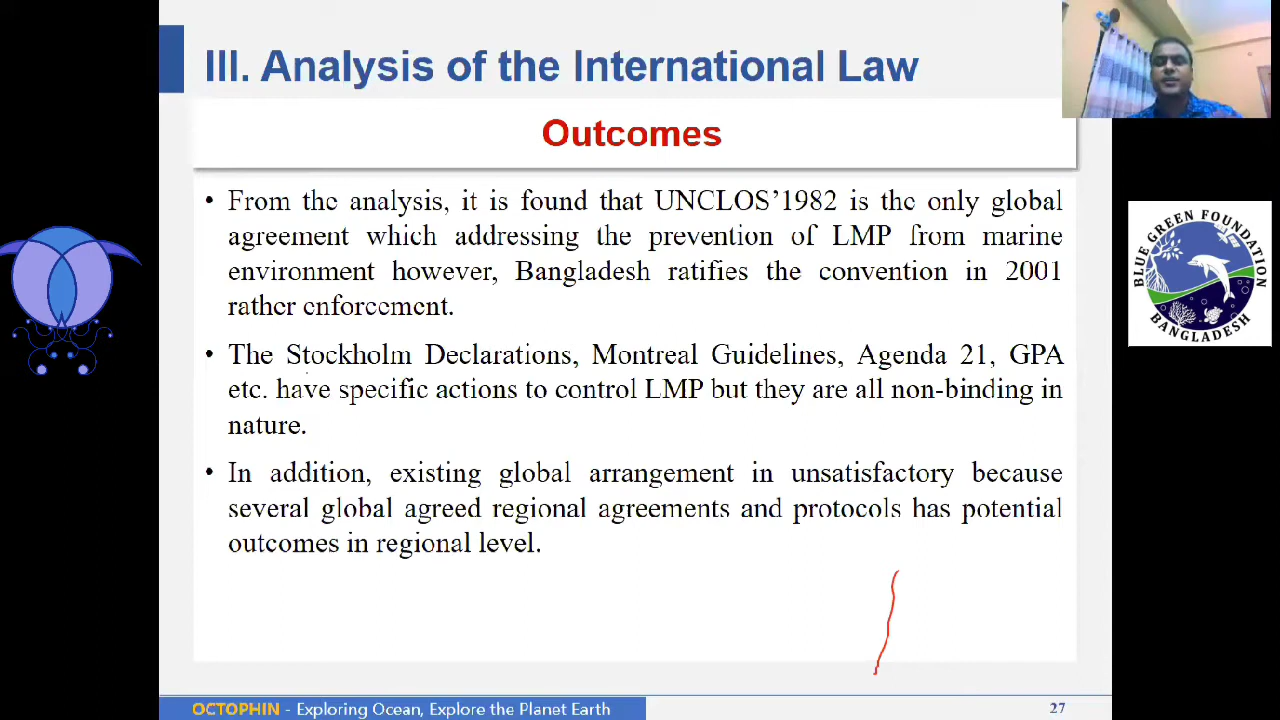 III. Analysis of the International Law
Outcomes
• From the analysis, it is found that UNCLOS’1982 is the only global
agreement which addressing the prevention of LMP from marine
environment however, Bangladesh ratifies the convention in 2001
rather enforcement.
• The Stockholm Declarations, Montreal Guidelines, Agenda 21, GPA
etc. have specific actions to control LMP but they are all non-binding in
nature.
• In addition, existing global arrangement in unsatisfactory because
several global agreed regional agreements and protocols has potential
outcomes in regional level.
BLUE GREEN FOUNDATION
BANGLADESH
OCTOPHIN - Exploring Ocean, Explore the Planet Earth
27